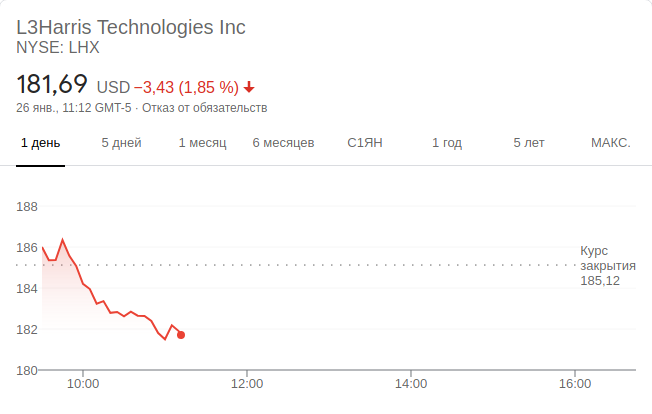 L3Harris Technologies Inc
NYSE: LHX
181,69 USD −3,43 (1,85 %)
26 янв., 11:12 GMT-5 · Отказ от обязательств
1 день 5 дней 1 месяц 6 месяцев С1ЯН 1 год 5 лет МАКС.
188
186
Курс
закрытия
185,12
184
182
180
10:00 12:00 14:00 16:00